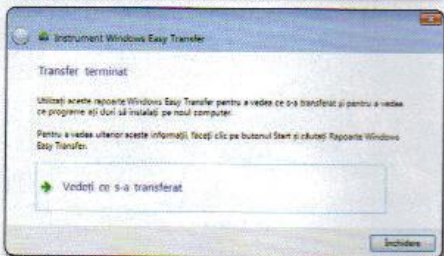 Instrument Windows Easy Transfer
Transfer terminat
Utilizați aceste rapoarte Windows Easy Transfer pentru a vedea ce s-a transferat și pentru a vedea
ce programe ați dori să instalați pe noul computer.
Pentru a vedea ulterior aceste informații, faceți clic pe butonul Start și căutați Rapoarte Windows
Easy Transfer.
Vedeți ce s-a transferat
Închidere